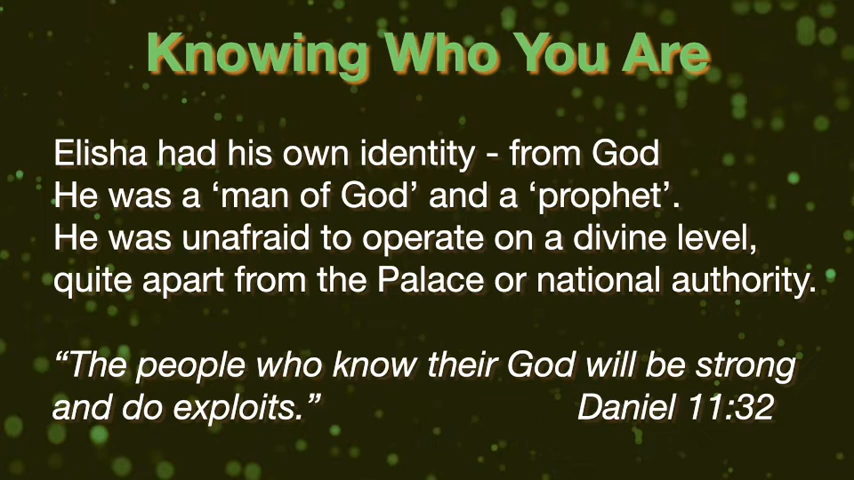 Knowing Who You Are
Elisha had his own identity - from God
He was a ‘man of God’ and a ‘prophet’.
He was unafraid to operate on a divine level,
quite apart from the Palace or national authority.
“The people who know their God will be strong
and do exploits.” Daniel 11:32